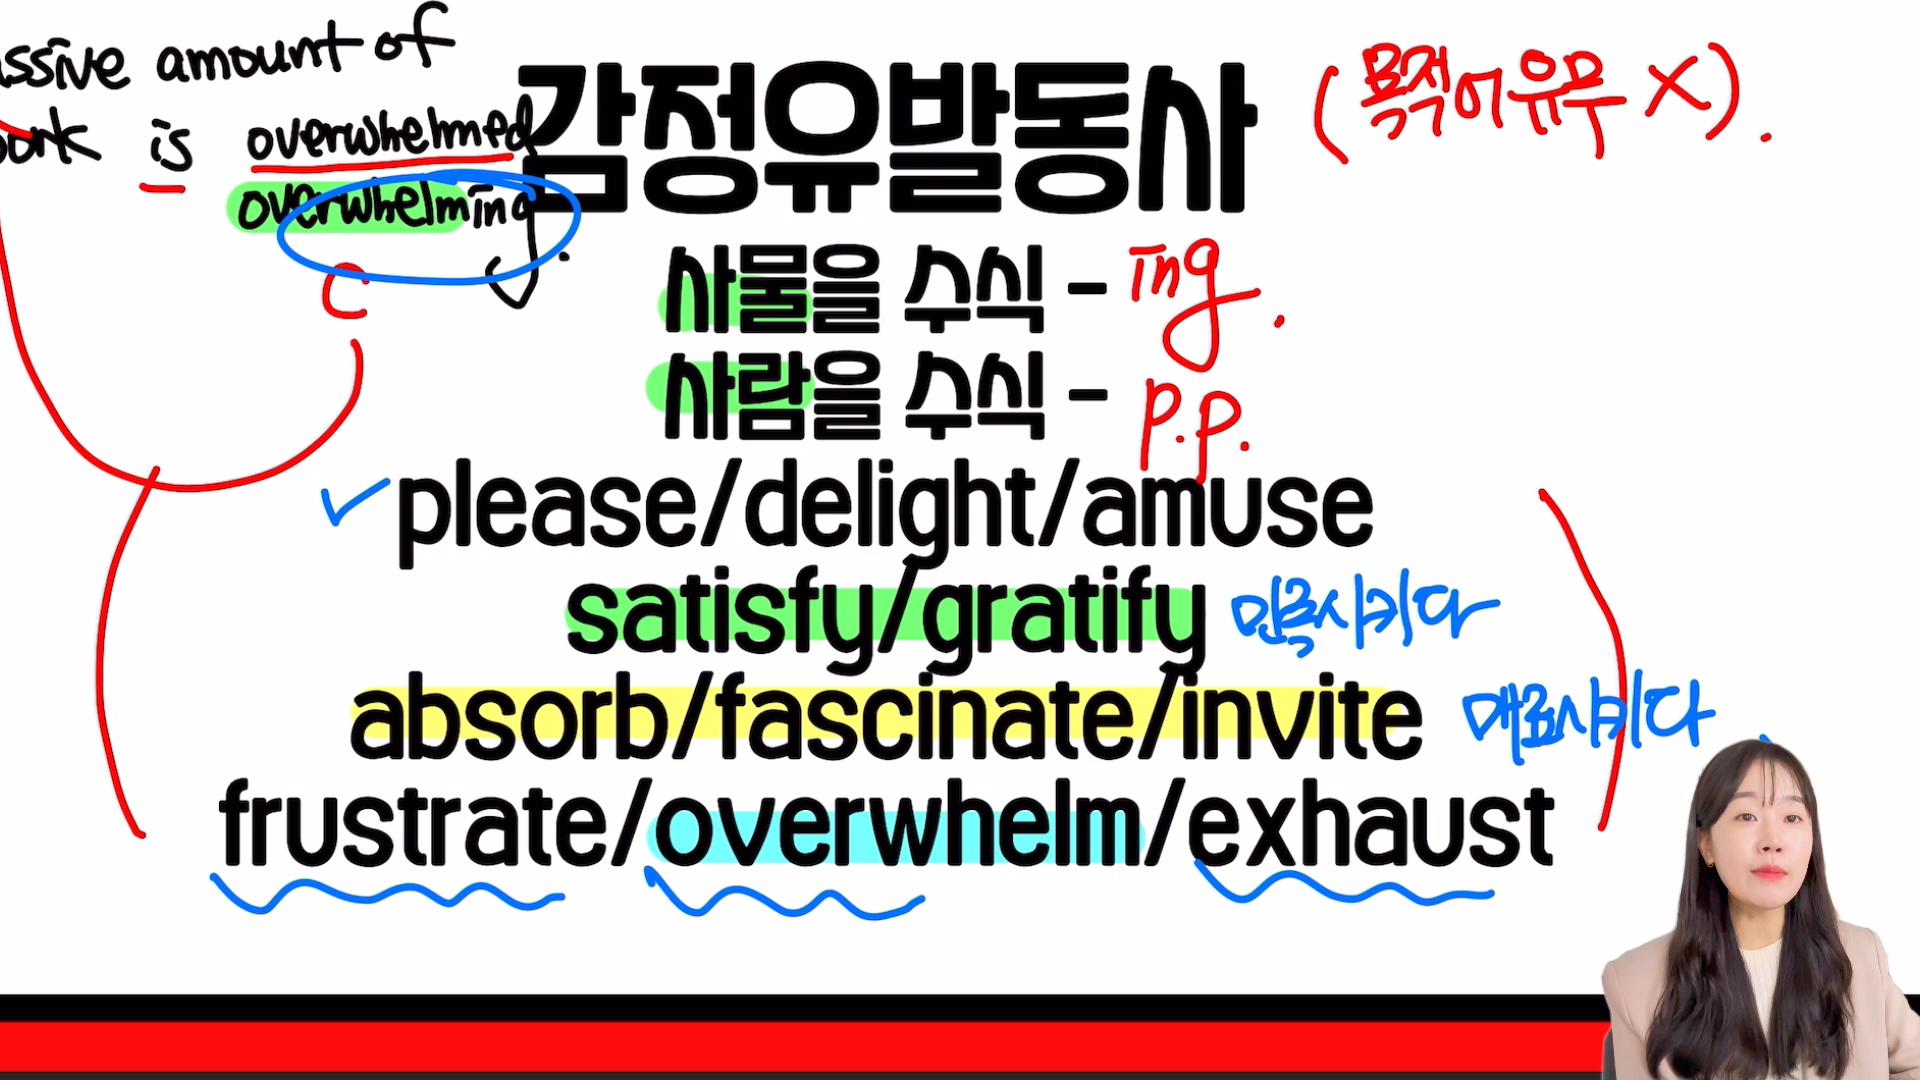 ssive amount of
ork is overwhelmed
overwhelming
감정유발동사 (목적어유무 X).
사물을 수식 - ing.
사람을 수식 - p.p.
please/delight/amuse
satisfy/gratify 만족시키다
absorb/fascinate/invite 매료시키다
frustrate/overwhelm/exhaust